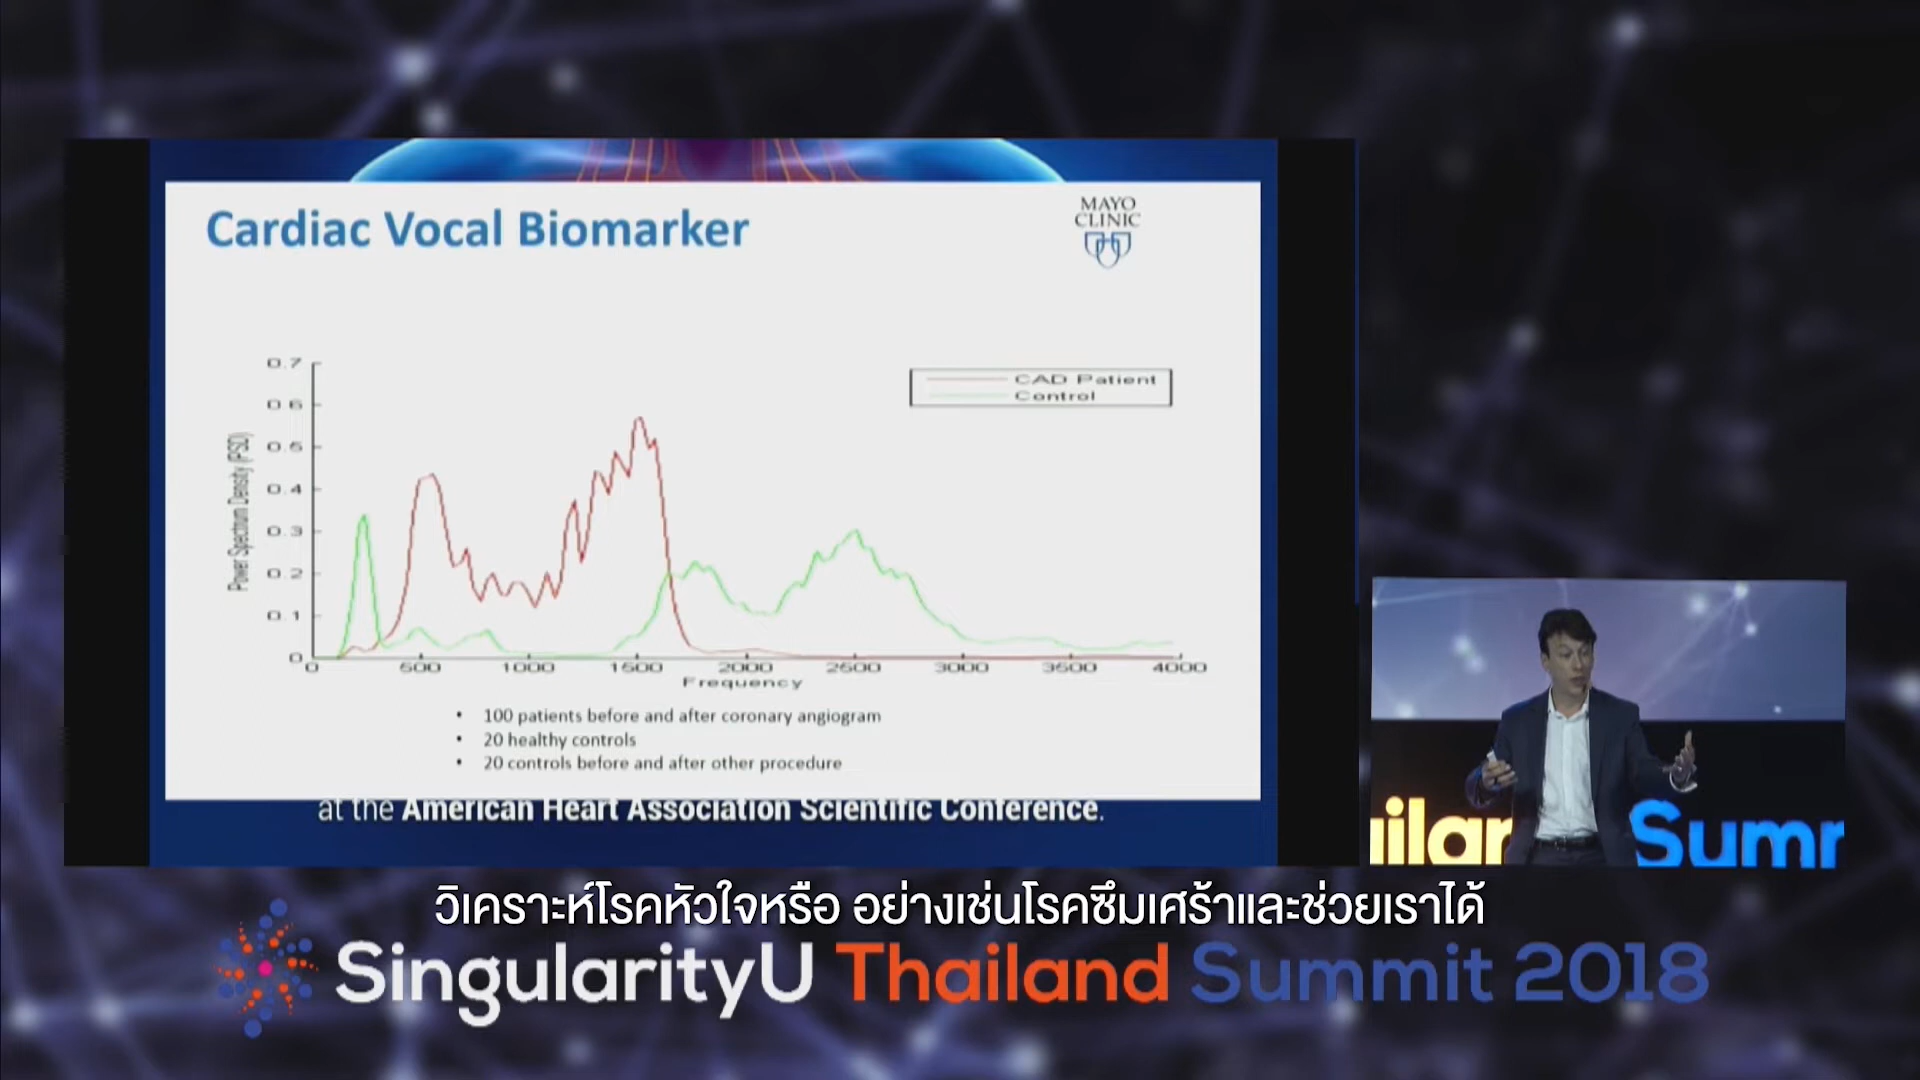 Cardiac Vocal Biomarker
MAYO
CLINIC
0.7
0.6
0.5
0.4
0.3
0.2
0.1
0
Power Spectrum Density (PSD)
CAD Patient
Control
0 500 1000 1500 2000 2500 3000 3500 4000
Frequency
• 100 patients before and after coronary angiogram
• 20 healthy controls
• 20 controls before and after other procedure
at the American Heart Association Scientific Conference.
ailan Summ
วิเคราะห์โรคหัวใจหรือ อย่างเช่นโรคซึมเศร้าและช่วยเราได้
SingularityU Thailand Summit 2018